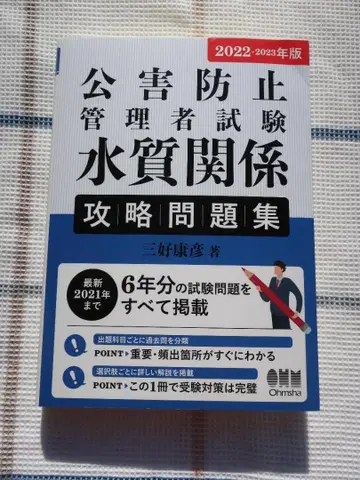 2022-2023年版
公害防止
管理者試験
水質関係
攻略問題集
三好康彦 著
最新
2021年
まで
6年分の試験問題を
すべて掲載
出題科目ごとに過去問を分類
POINT▶ 重要・頻出箇所がすぐにわかる
選択肢ごとに詳しい解説を掲載
POINT▶ この1冊で受験対策は完璧
OHM
Ohmsha